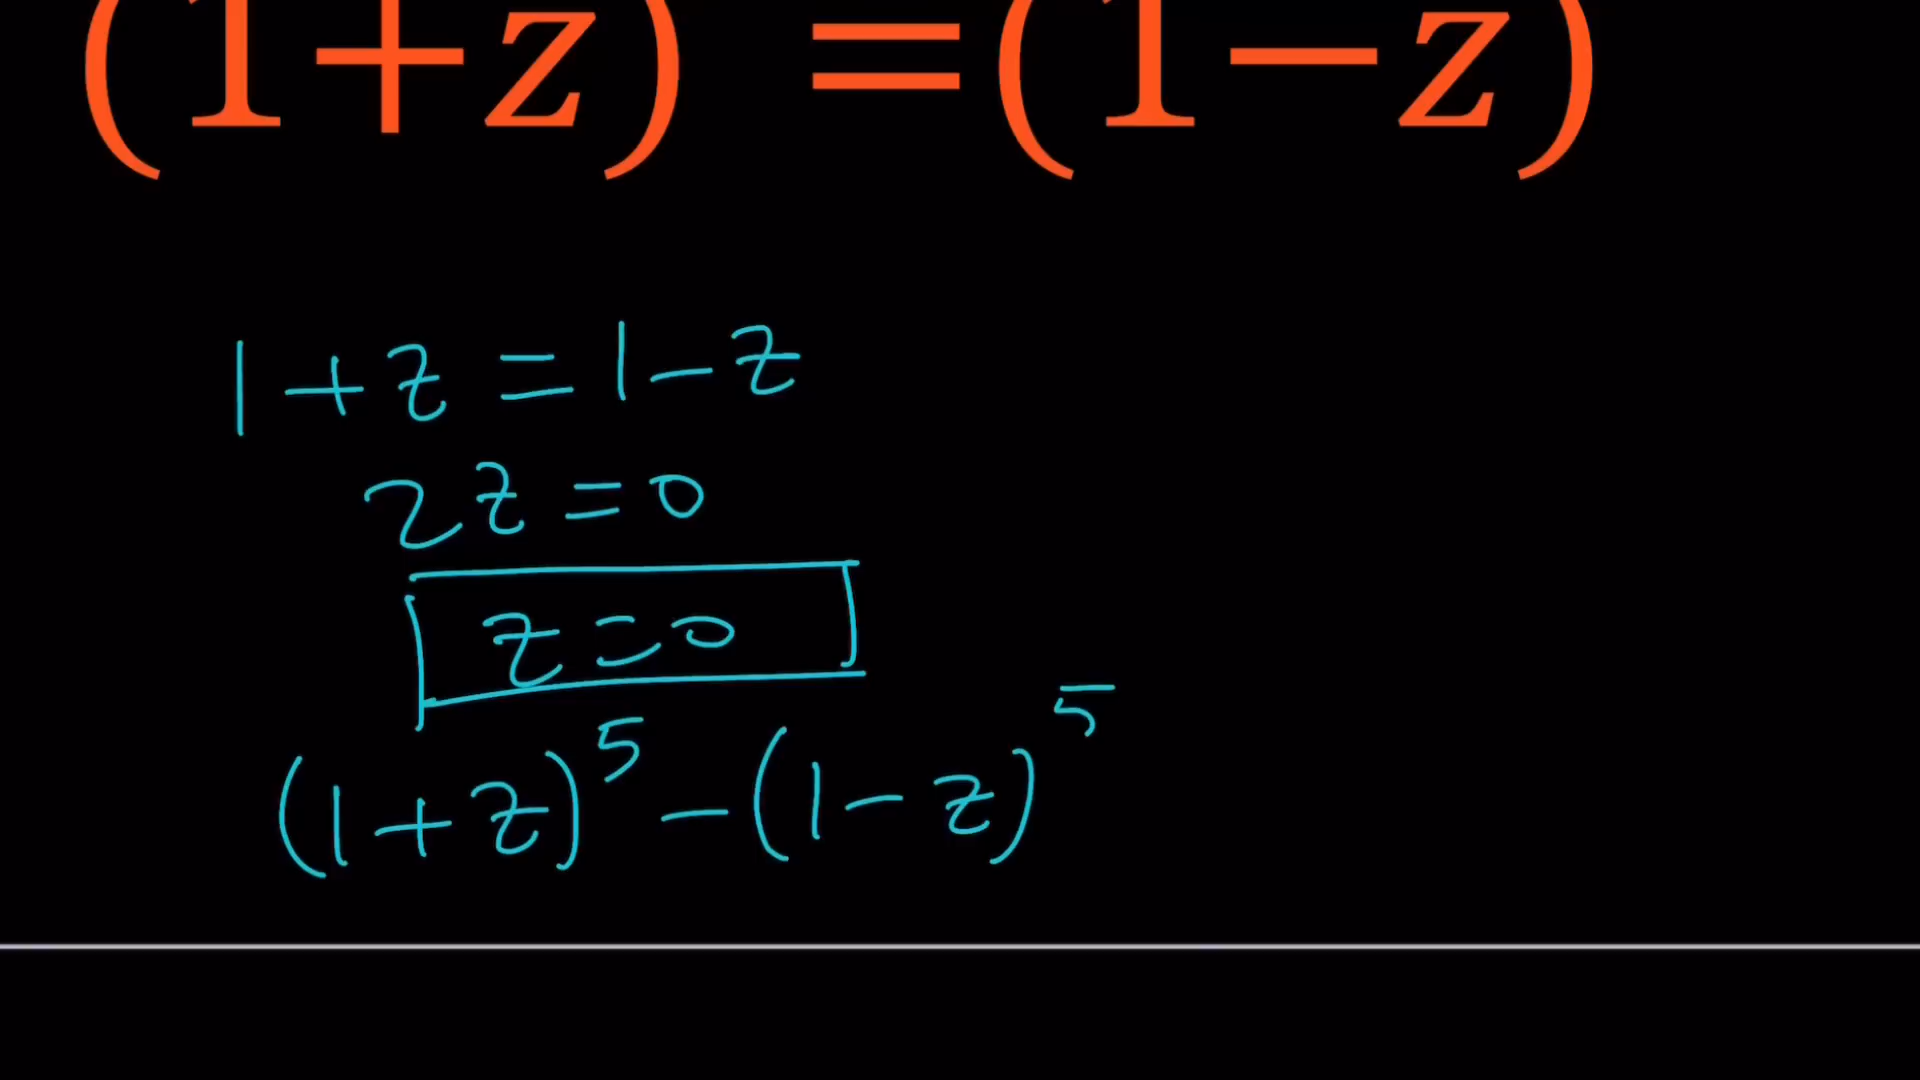 (1+z) =(1−z)
1+z=1-z
2z=0
z=0
(1+z)^5-(1-z)^5